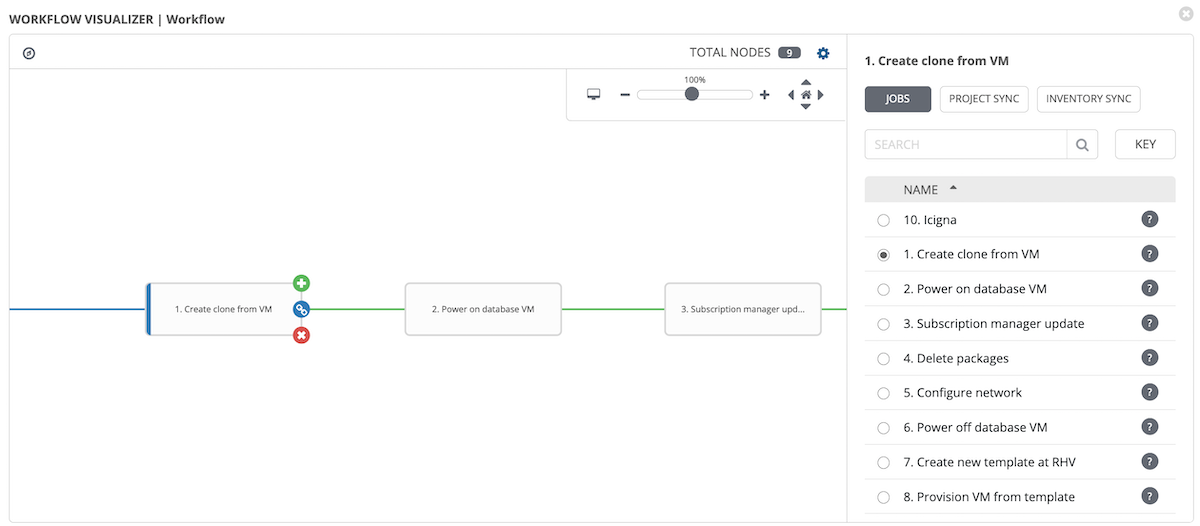 WORKFLOW VISUALIZER | Workflow
TOTAL NODES 9
100%
1. Create clone from VM
2. Power on database VM
3. Subscription manager upd...
1. Create clone from VM
JOBS PROJECT SYNC INVENTORY SYNC
SEARCH KEY
NAME
10. Icigna ?
1. Create clone from VM ?
2. Power on database VM ?
3. Subscription manager update ?
4. Delete packages ?
5. Configure network ?
6. Power off database VM ?
7. Create new template at RHV ?
8. Provision VM from template ?